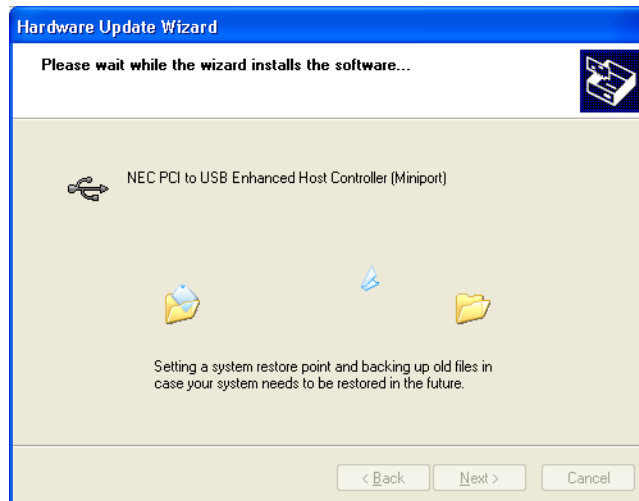 Hardware Update Wizard
Please wait while the wizard installs the software...
NEC PCI to USB Enhanced Host Controller (Miniport)
Setting a system restore point and backing up old files in
case your system needs to be restored in the future.
< Back Next > Cancel